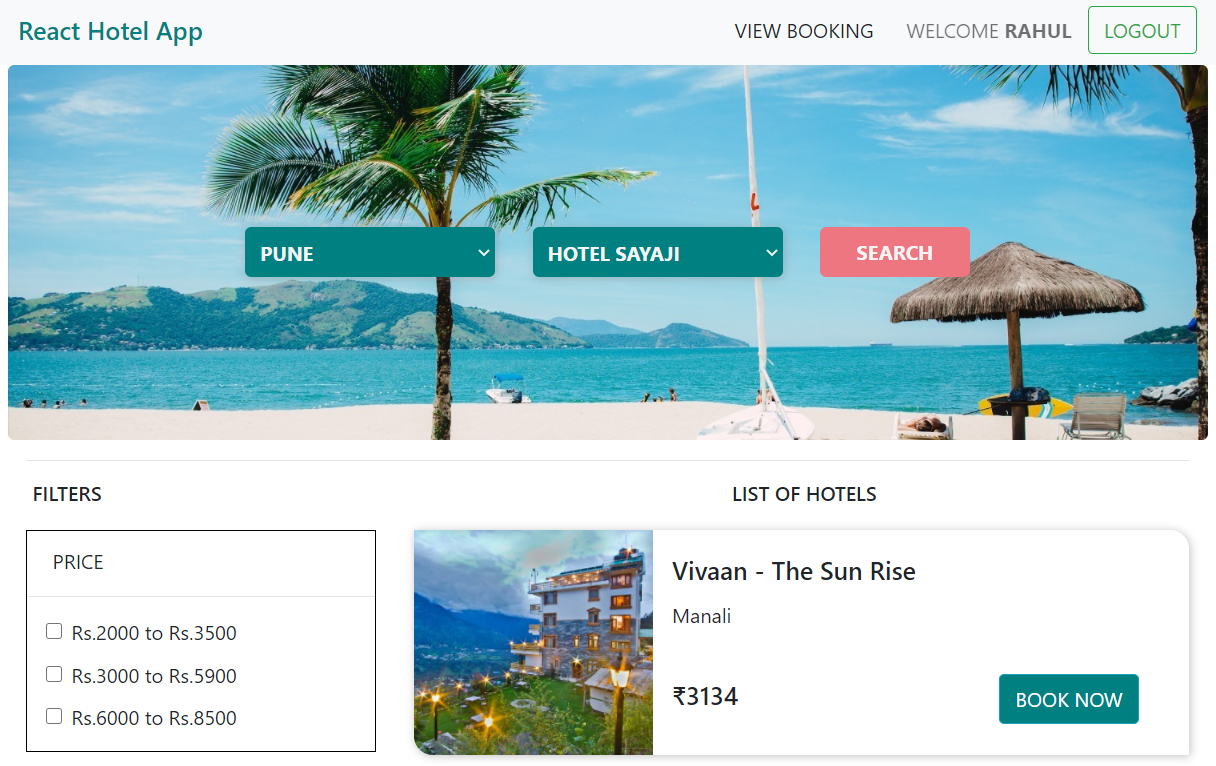 React Hotel App
VIEW BOOKING
WELCOME RAHUL
LOGOUT
PUNE
HOTEL SAYAJI
SEARCH
FILTERS
LIST OF HOTELS
PRICE
Rs.2000 to Rs.3500
Rs.3000 to Rs.5900
Rs.6000 to Rs.8500
Vivaan - The Sun Rise
Manali
₹3134
BOOK NOW